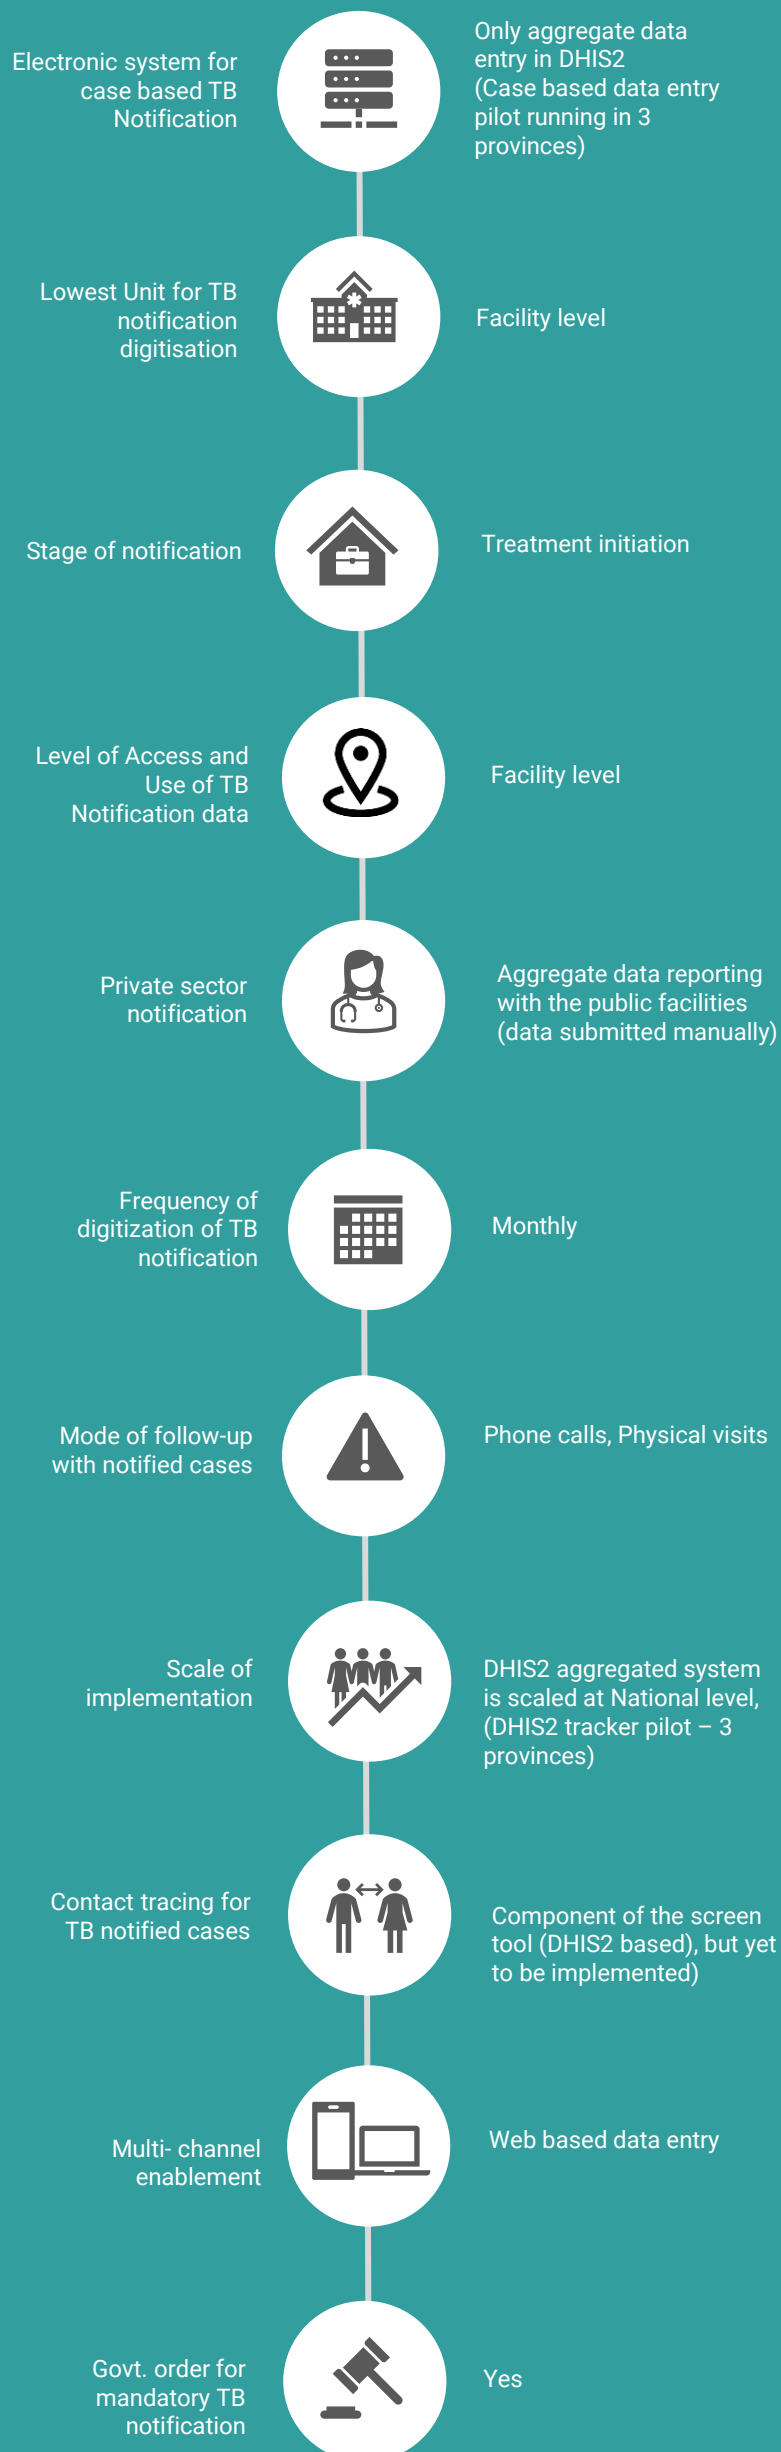 Electronic system for
case based TB
Notification
Only aggregate data
entry in DHIS2
(Case based data entry
pilot running in 3
provinces)
Lowest Unit for TB
notification
digitisation
Facility level
Stage of notification
Treatment initiation
Level of Access and
Use of TB
Notification data
Facility level
Private sector
notification
Aggregate data reporting
with the public facilities
(data submitted manually)
Frequency of
digitization of TB
notification
Monthly
Mode of follow-up
with notified cases
Phone calls, Physical visits
Scale of
implementation
DHIS2 aggregated system
is scaled at National level,
(DHIS2 tracker pilot – 3
provinces)
Contact tracing for
TB notified cases
Component of the screen
tool (DHIS2 based), but yet
to be implemented)
Multi- channel
enablement
Web based data entry
Govt. order for
mandatory TB
notification
Yes